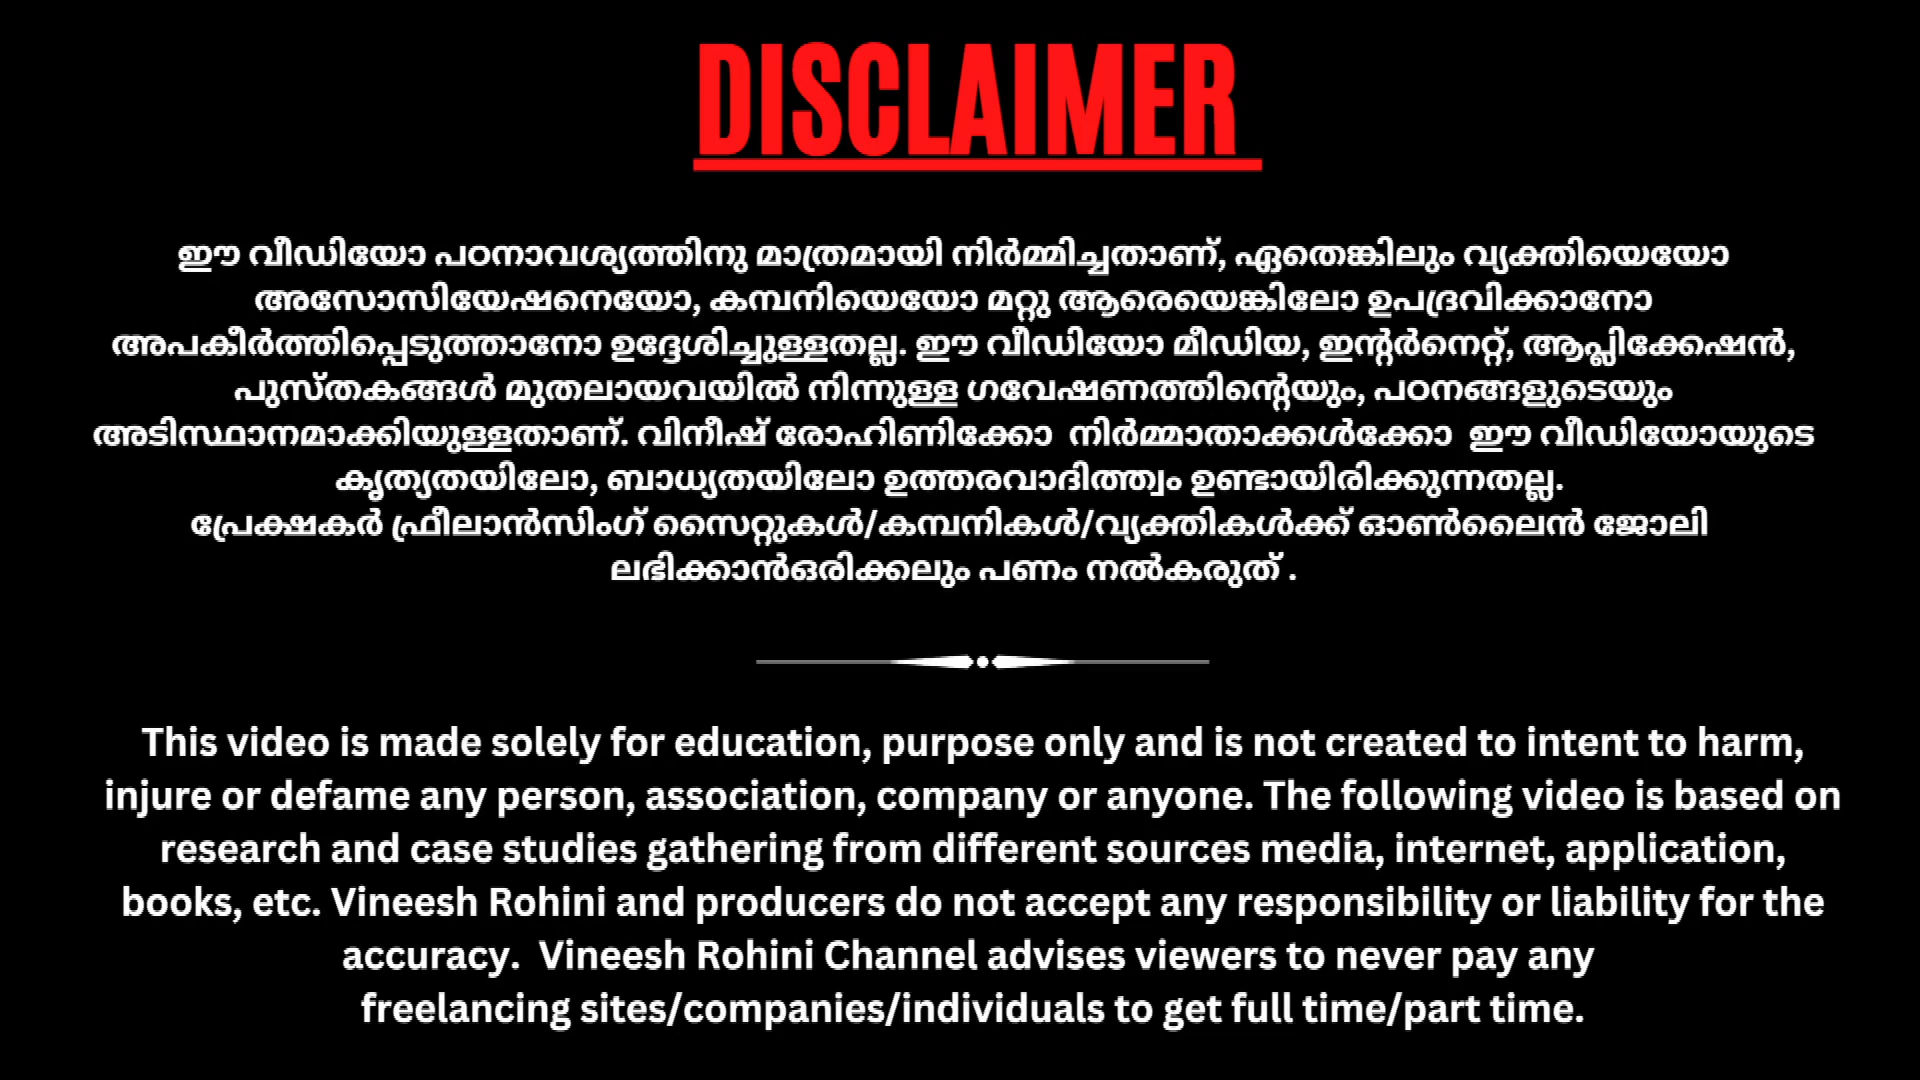 DISCLAIMER
ഈ വീഡിയോ പഠനാവശ്യത്തിനു മാത്രമായി നിർമ്മിച്ചതാണ്, ഏതെങ്കിലും വ്യക്തിയെയോ
അസോസിയേഷനെയോ, കമ്പനിയെയോ മറ്റു ആരെയെങ്കിലോ ഉപദ്രവിക്കാനോ
അപകീർത്തിപ്പെടുത്താനോ ഉദ്ദേശിച്ചുള്ളതല്ല. ഈ വീഡിയോ മീഡിയ, ഇന്റർനെറ്റ്, ആപ്ലിക്കേഷൻ,
പുസ്തകങ്ങൾ മുതലായവയിൽ നിന്നുള്ള ഗവേഷണത്തിന്റെയും, പഠനങ്ങളുടെയും
അടിസ്ഥാനമാക്കിയുള്ളതാണ്. വിനീഷ് രോഹിണിക്കോ നിർമ്മാതാക്കൾക്കോ ഈ വീഡിയോയുടെ
കൃത്യതയിലോ, ബാധ്യതയിലോ ഉത്തരവാദിത്ത്വം ഉണ്ടായിരിക്കുന്നതല്ല.
പ്രേക്ഷകർ ഫ്രീലാൻസിംഗ് സൈറ്റുകൾ/കമ്പനികൾ/വ്യക്തികൾക്ക് ഓൺലൈൻ ജോലി
ലഭിക്കാൻഒരിക്കലും പണം നൽകരുത് .
This video is made solely for education, purpose only and is not created to intent to harm,
injure or defame any person, association, company or anyone. The following video is based on
research and case studies gathering from different sources media, internet, application,
books, etc. Vineesh Rohini and producers do not accept any responsibility or liability for the
accuracy. Vineesh Rohini Channel advises viewers to never pay any
freelancing sites/companies/individuals to get full time/part time.